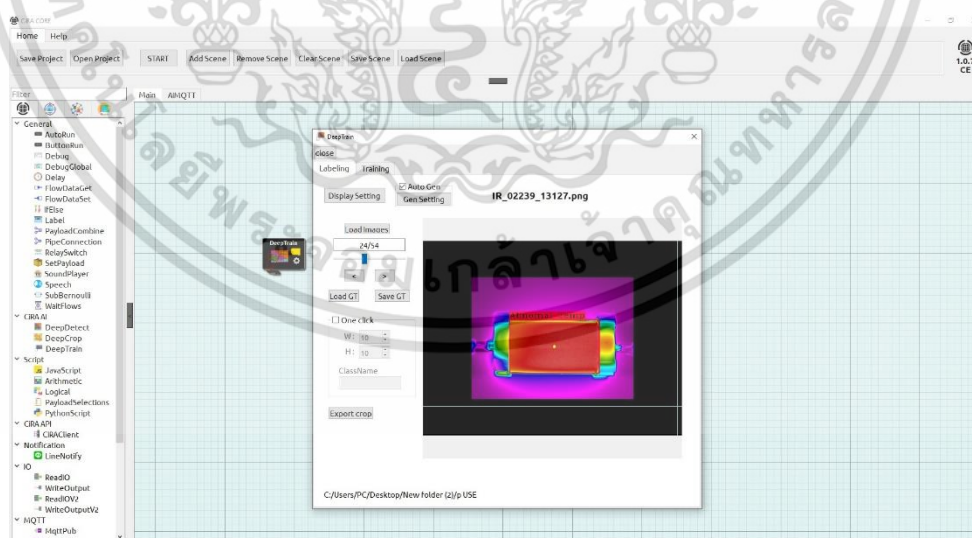 CIRA CORE
Home Help
Save Project Open Project START Add Scene Remove Scene Clear Scene Save Scene Load Scene
CE
Filter
Main AIMQTT
General
AutoRun
ButtonRun
Debug
DebugGlobal
Delay
FlowDataGet
FlowDataSet
IfElse
Label
PayloadCombine
PipeConnection
RelaySwitch
SetPayload
SoundPlayer
Speech
SubBernoulli
WaitFlows
CIRA AI
DeepDetect
DeepCrop
DeepTrain
Script
JavaScript
Arithmetic
Logical
PayloadSelections
PythonScript
CIRA API
CIRAClient
Notification
LineNotify
IO
ReadIO
WriteOutput
ReadIOV2
WriteOutputV2
MQTT
MqttPub
DeepTrain
DeepTrain
close
Labeling Training
Display Setting
Auto Gen
Gen Setting
IR_02239_13127.png
Load Images
24/54
< >
Load GT Save GT
One click
W: 10
H: 10
ClassName
Export crop
C:/Users/PC/Desktop/New folder (2)/p USE